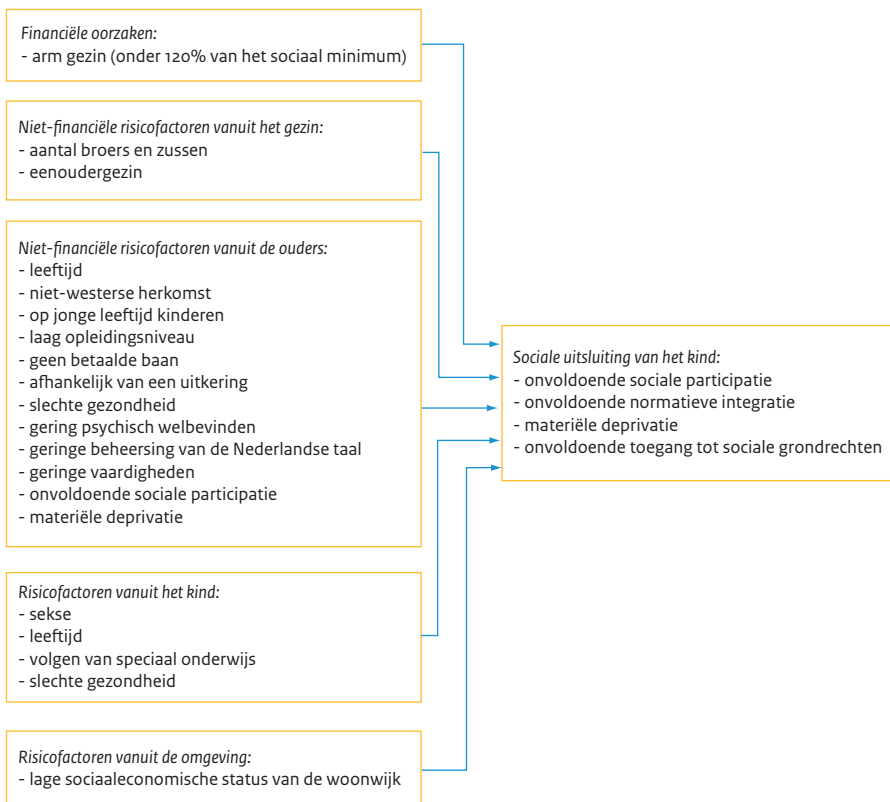 Financiële oorzaken:
- arm gezin (onder 120% van het sociaal minimum)
Niet-financiële risicofactoren vanuit het gezin:
- aantal broers en zussen
- eenoudergezin
Niet-financiële risicofactoren vanuit de ouders:
- leeftijd
- niet-westerse herkomst
- op jonge leeftijd kinderen
- laag opleidingsniveau
- geen betaalde baan
- afhankelijk van een uitkering
- slechte gezondheid
- gering psychisch welbevinden
- geringe beheersing van de Nederlandse taal
- geringe vaardigheden
- onvoldoende sociale participatie
- materiële deprivatie
Risicofactoren vanuit het kind:
- sekse
- leeftijd
- volgen van speciaal onderwijs
- slechte gezondheid
Risicofactoren vanuit de omgeving:
- lage sociaaleconomische status van de woonwijk
Sociale uitsluiting van het kind:
- onvoldoende sociale participatie
- onvoldoende normatieve integratie
- materiële deprivatie
- onvoldoende toegang tot sociale grondrechten